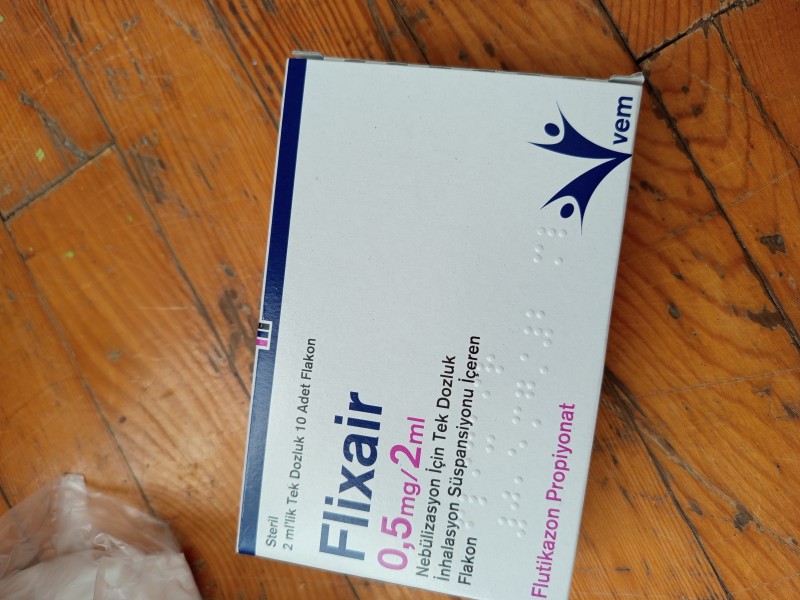 Steril
2 ml'lik Tek Dozluk 10 Adet Flakon
Flixair
0,5mg/2ml
Nebülizasyon İçin Tek Dozluk
İnhalasyon Süspansiyonu İçeren
Flakon
Flutikazon Propiyonat
vem